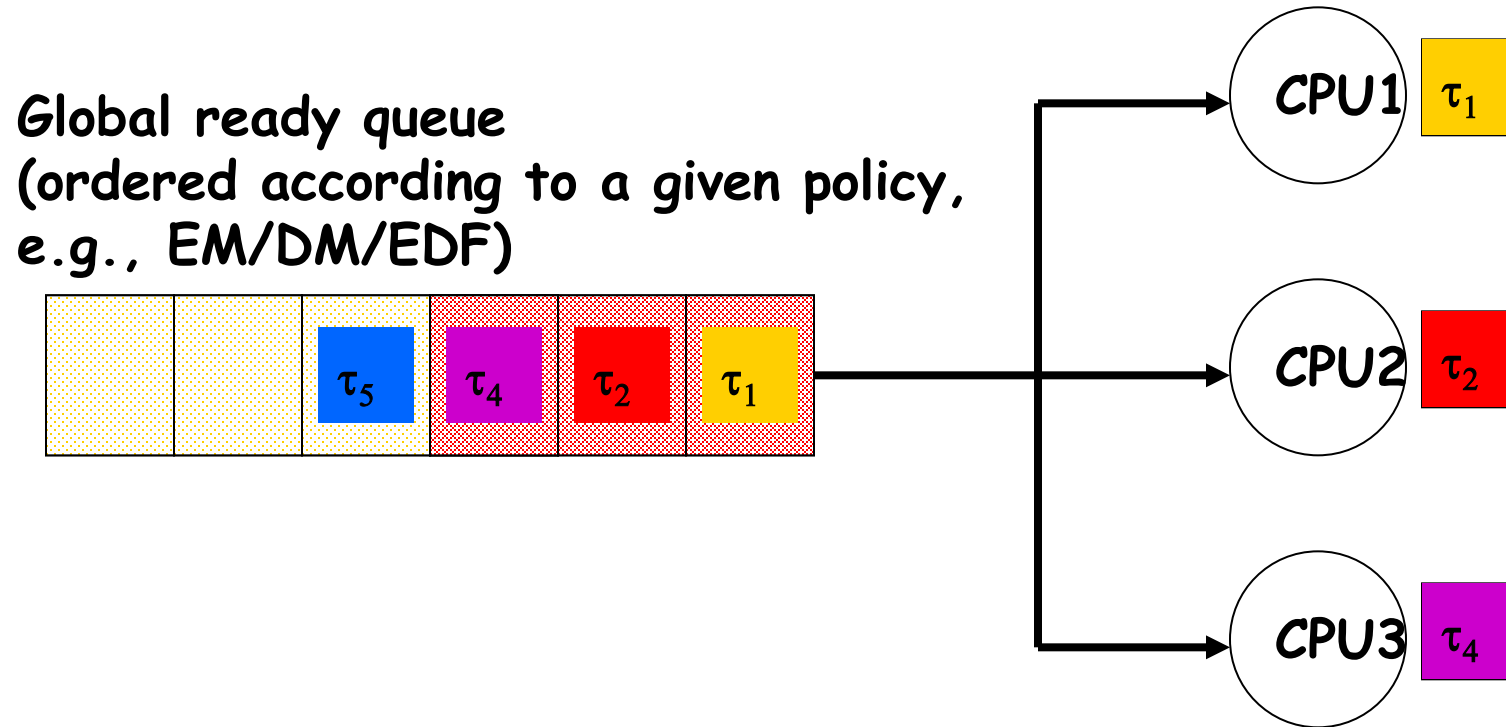 Global ready queue
(ordered according to a given policy,
e.g., EM/DM/EDF)
τ5 τ4 τ2 τ1
CPU1 τ1
CPU2 τ2
CPU3 τ4